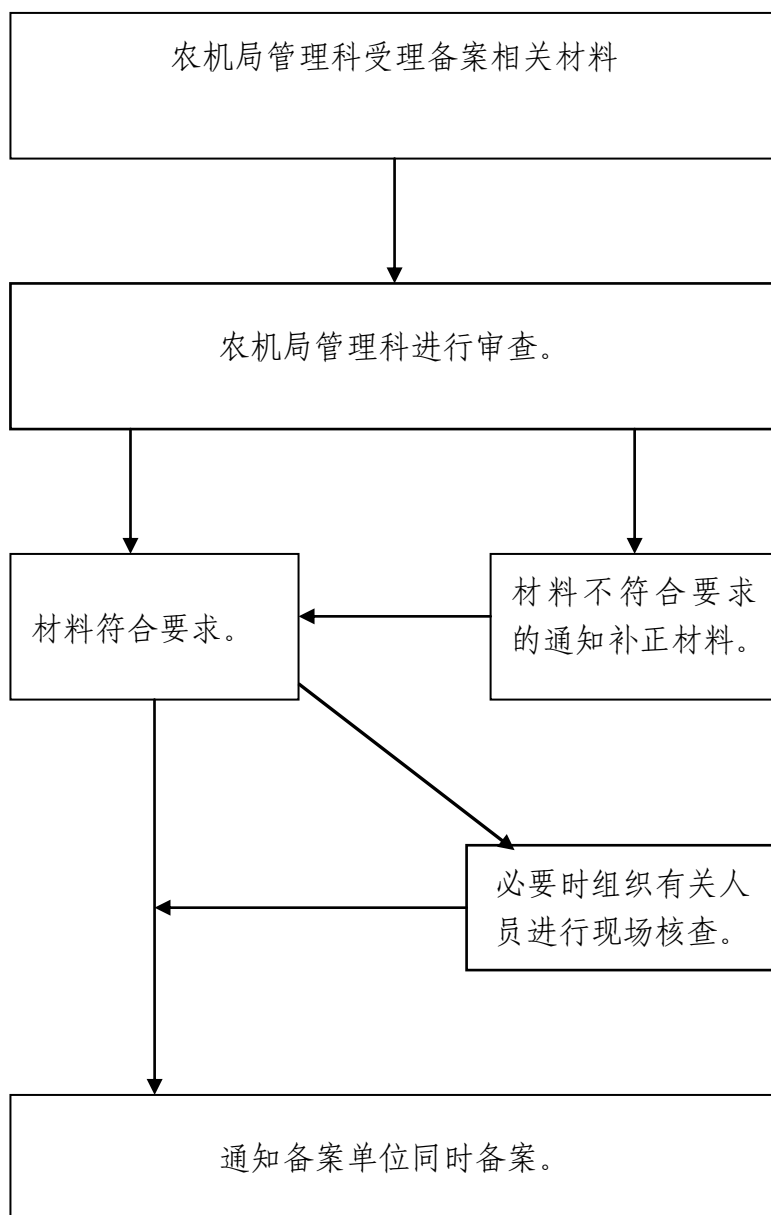 农机局管理科受理备案相关材料
农机局管理科进行审查。
材料符合要求。
材料不符合要求
的通知补正材料。
必要时组织有关人
员进行现场核查。
通知备案单位同时备案。